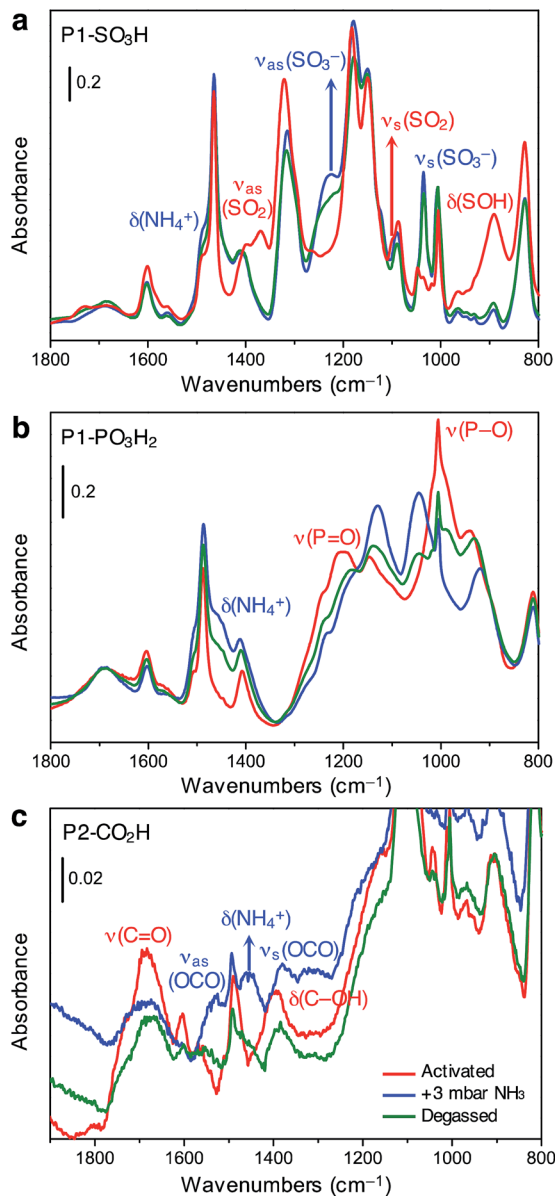 a
P1-SO₃H
0.2
νas(SO₃⁻)
νs(SO₂)
νs(SO₃⁻)
δ(NH₄⁺)
νas
(SO₂)
δ(SOH)
Absorbance
1800 1600 1400 1200 1000 800
Wavenumbers (cm⁻¹)
b
P1-PO₃H₂
0.2
ν(P–O)
ν(P=O)
δ(NH₄⁺)
Absorbance
1800 1600 1400 1200 1000 800
Wavenumbers (cm⁻¹)
c
P2-CO₂H
0.02
δ(NH₄⁺)
ν(C=O)
νas
(OCO)
νs(OCO)
δ(C–OH)
Absorbance
Activated
+3 mbar NH₃
Degassed
1800 1600 1400 1200 1000 800
Wavenumbers (cm⁻¹)